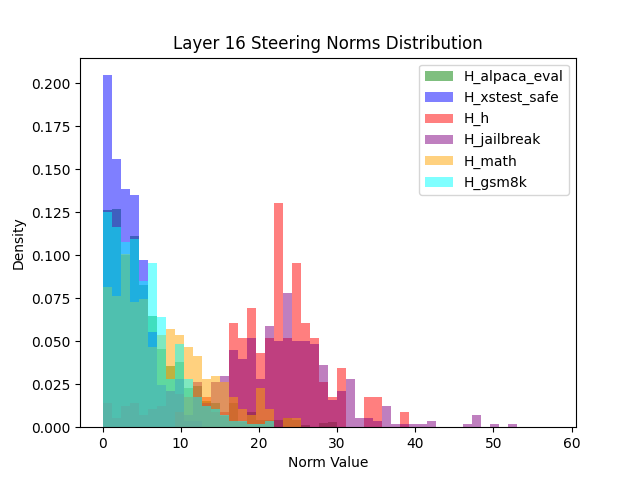 Layer 16 Steering Norms Distribution
H_alpaca_eval
H_xstest_safe
H_h
H_jailbreak
H_math
H_gsm8k
Density
0.200
0.175
0.150
0.125
0.100
0.075
0.050
0.025
0.000
0 10 20 30 40 50 60
Norm Value